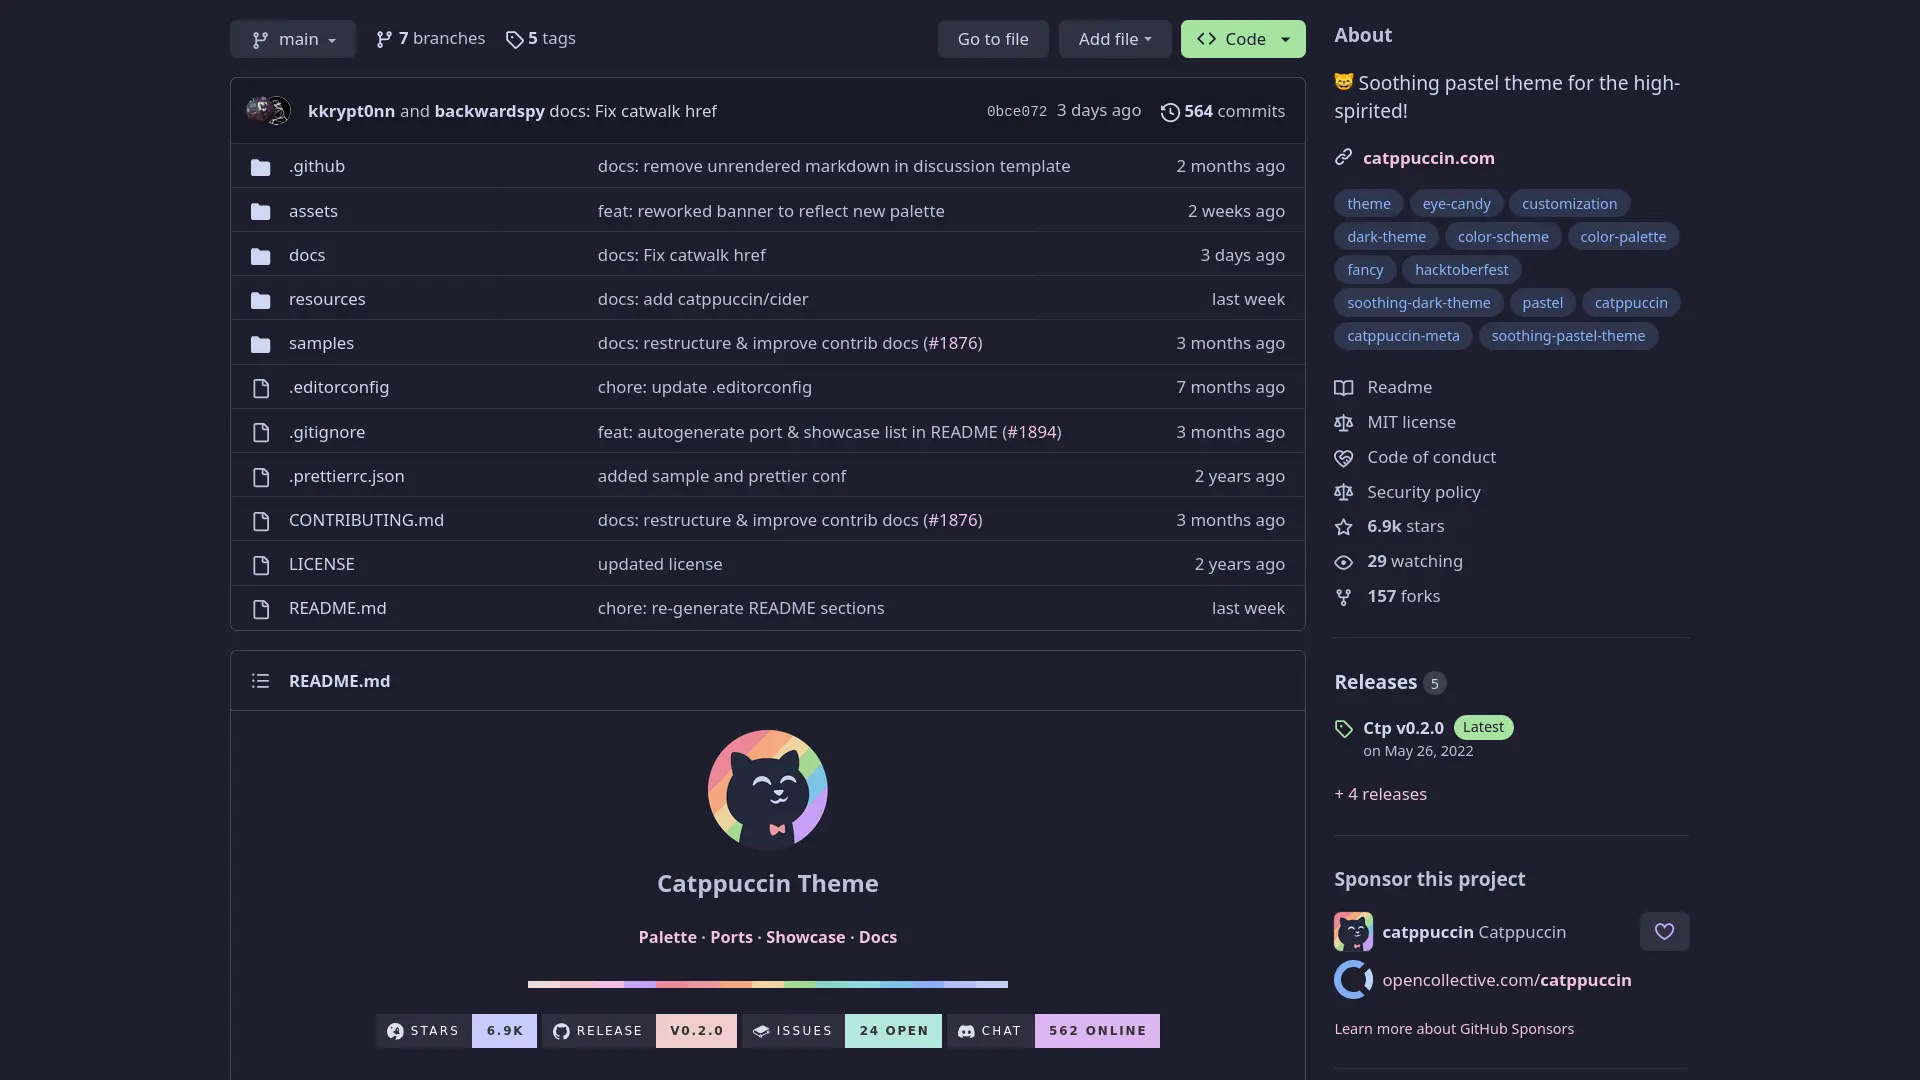 main 7 branches 5 tags Go to file Add file Code
kkrypt0nn and backwardspy docs: Fix catwalk href 0bce072 3 days ago 564 commits
.github docs: remove unrendered markdown in discussion template 2 months ago
assets feat: reworked banner to reflect new palette 2 weeks ago
docs docs: Fix catwalk href 3 days ago
resources docs: add catppuccin/cider last week
samples docs: restructure & improve contrib docs (#1876) 3 months ago
.editorconfig chore: update .editorconfig 7 months ago
.gitignore feat: autogenerate port & showcase list in README (#1894) 3 months ago
.prettierrc.json added sample and prettier conf 2 years ago
CONTRIBUTING.md docs: restructure & improve contrib docs (#1876) 3 months ago
LICENSE updated license 2 years ago
README.md chore: re-generate README sections last week
README.md
Catppuccin Theme
Palette · Ports · Showcase · Docs
STARS 6.9K RELEASE V0.2.0 ISSUES 24 OPEN CHAT 562 ONLINE
About
😸 Soothing pastel theme for the high-
spirited!
catppuccin.com
theme eye-candy customization
dark-theme color-scheme color-palette
fancy hacktoberfest
soothing-dark-theme pastel catppuccin
catppuccin-meta soothing-pastel-theme
Readme
MIT license
Code of conduct
Security policy
6.9k stars
29 watching
157 forks
Releases 5
Ctp v0.2.0 Latest
on May 26, 2022
+ 4 releases
Sponsor this project
catppuccin Catppuccin
opencollective.com/catppuccin
Learn more about GitHub Sponsors